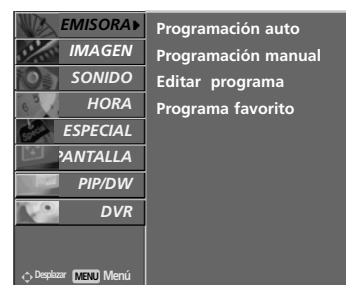 EMISORA
IMAGEN
SONIDO
HORA
ESPECIAL
PANTALLA
PIP/DW
DVR
Desplazar MENU Menú
Programación auto
Programación manual
Editar programa
Programa favorito